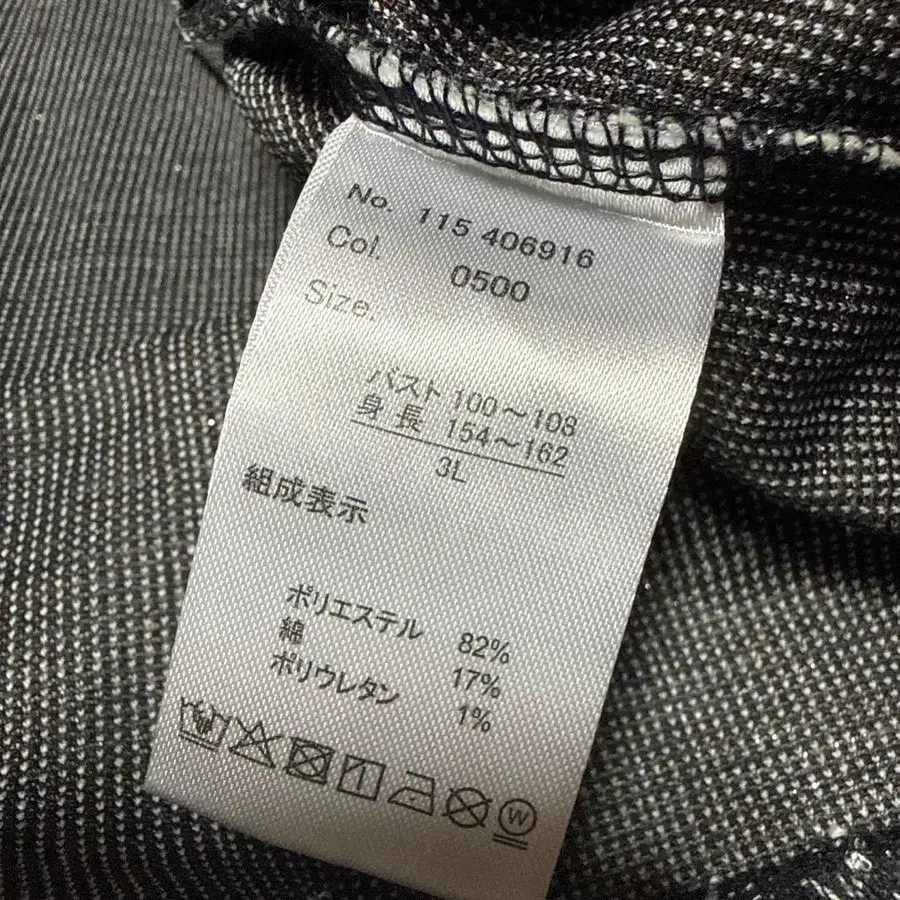 No. 115 406916
Col. 0500
Size.
バスト 100〜108
身長 154〜162
3L
組成表示
ポリエステル 82%
綿 17%
ポリウレタン 1%
W